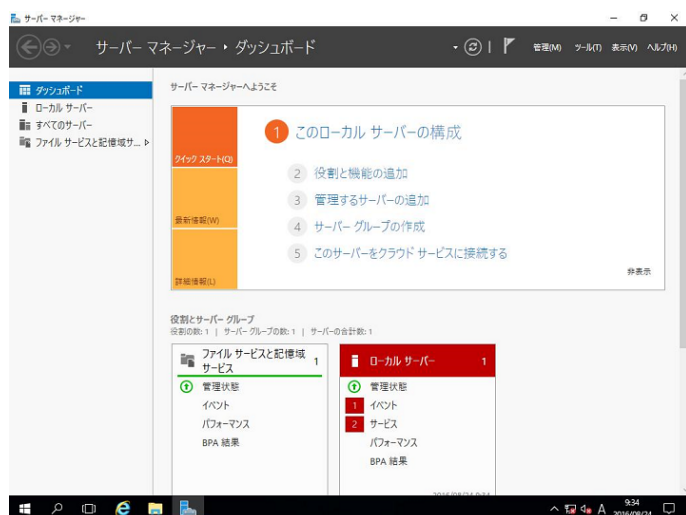 サーバー マネージャー
サーバー マネージャー ・ ダッシュボード
管理(M) ツール(T) 表示(V) ヘルプ(H)
ダッシュボード
ローカル サーバー
すべてのサーバー
ファイル サービスと記憶域サ...
サーバー マネージャーへようこそ
クイック スタート(Q)
最新情報(W)
詳細情報(L)
1 このローカル サーバーの構成
2 役割と機能の追加
3 管理するサーバーの追加
4 サーバー グループの作成
5 このサーバーをクラウド サービスに接続する
非表示
役割とサーバー グループ
役割の数: 1 | サーバー グループの数: 1 | サーバーの合計数: 1
ファイル サービスと記憶域
サービス
1
管理状態
イベント
パフォーマンス
BPA 結果
ローカル サーバー 1
管理状態
1 イベント
2 サービス
パフォーマンス
BPA 結果
2016/08/24 9:34
A
9:34
2016/08/24